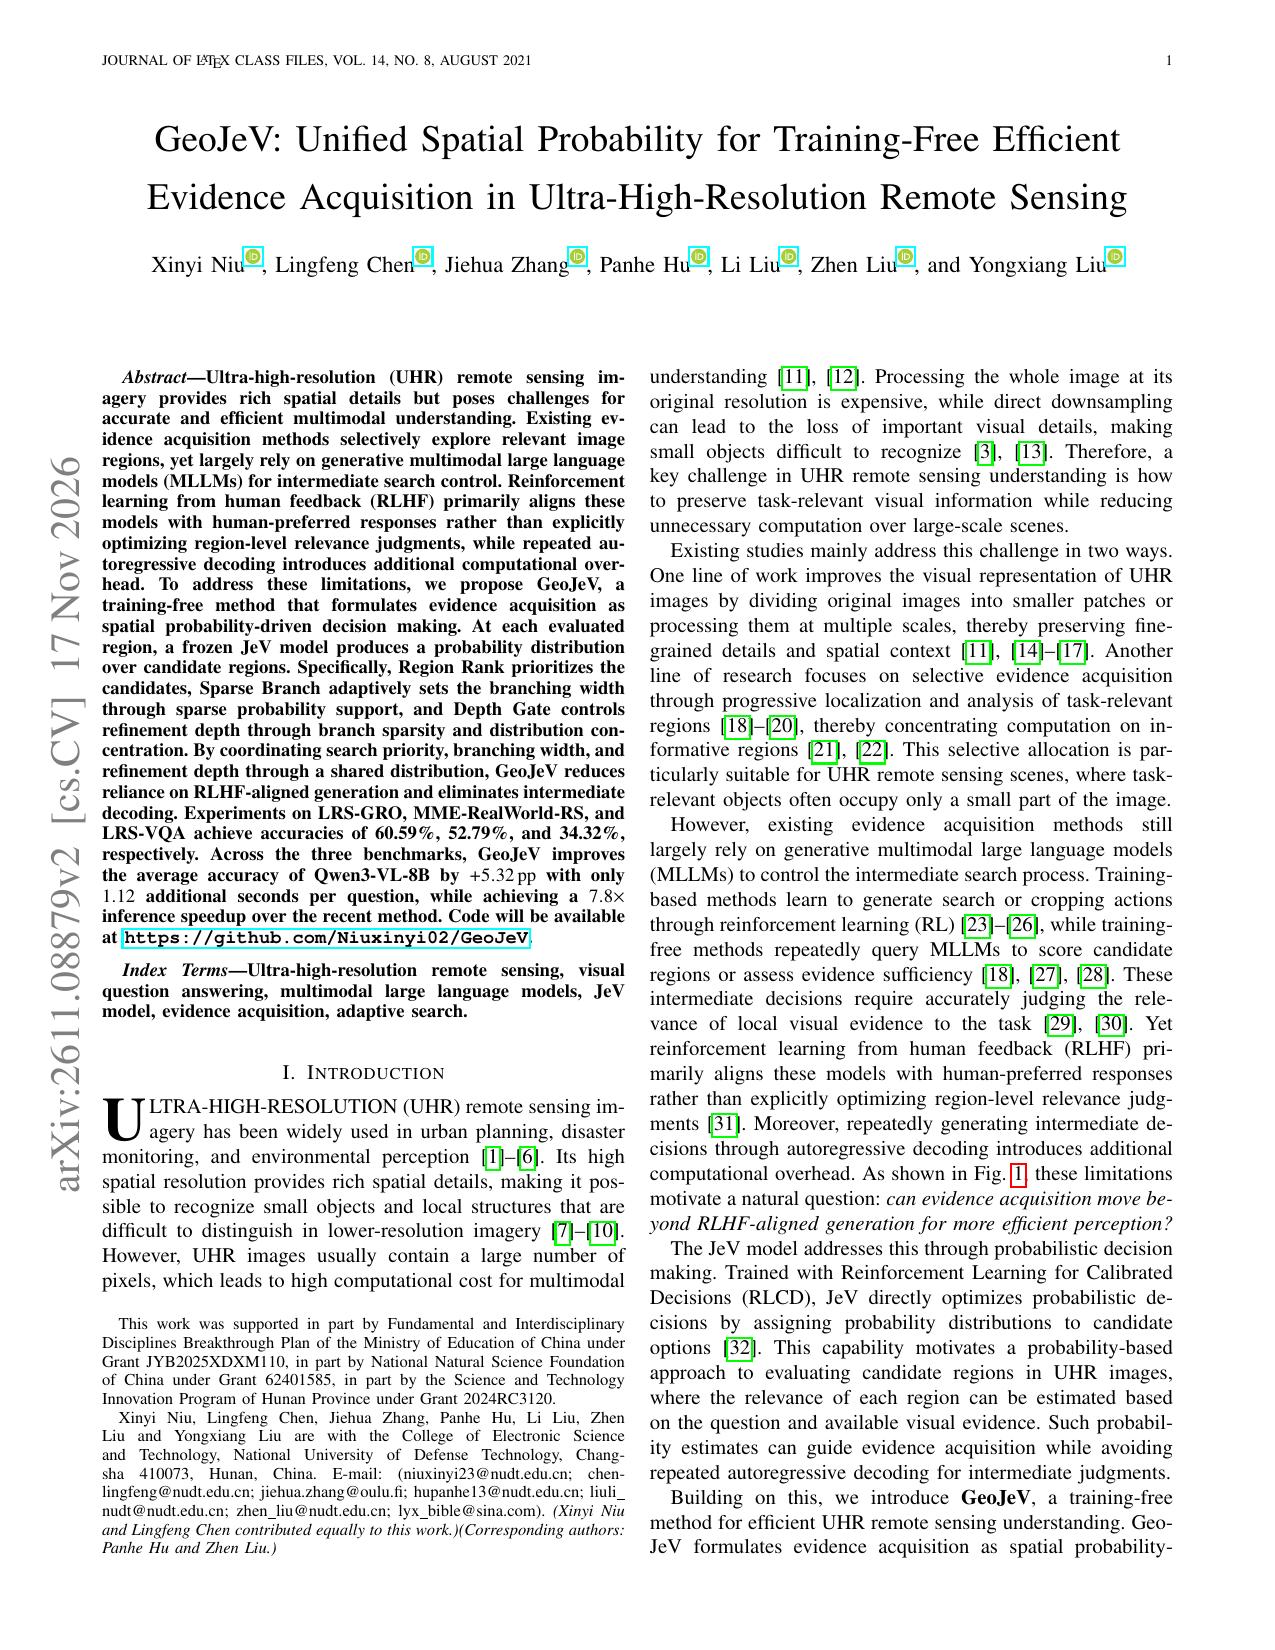 JOURNAL OF LATEX CLASS FILES, VOL. 14, NO. 8, AUGUST 2021
1
GeoJeV: Unified Spatial Probability for Training-Free Efficient
Evidence Acquisition in Ultra-High-Resolution Remote Sensing
Xinyi Niu, Lingfeng Chen, Jiehua Zhang, Panhe Hu, Li Liu, Zhen Liu, and Yongxiang Liu
arXiv:2611.08879v2 [cs.CV] 17 Nov 2026
Abstract—Ultra-high-resolution (UHR) remote sensing im-
agery provides rich spatial details but poses challenges for
accurate and efficient multimodal understanding. Existing ev-
idence acquisition methods selectively explore relevant image
regions, yet largely rely on generative multimodal large language
models (MLLMs) for intermediate search control. Reinforcement
learning from human feedback (RLHF) primarily aligns these
models with human-preferred responses rather than explicitly
optimizing region-level relevance judgments, while repeated au-
toregressive decoding introduces additional computational over-
head. To address these limitations, we propose GeoJeV, a
training-free method that formulates evidence acquisition as
spatial probability-driven decision making. At each evaluated
region, a frozen JeV model produces a probability distribution
over candidate regions. Specifically, Region Rank prioritizes the
candidates, Sparse Branch adaptively sets the branching width
through sparse probability support, and Depth Gate controls
refinement depth through branch sparsity and distribution con-
centration. By coordinating search priority, branching width, and
refinement depth through a shared distribution, GeoJeV reduces
reliance on RLHF-aligned generation and eliminates intermediate
decoding. Experiments on LRS-GRO, MME-RealWorld-RS, and
LRS-VQA achieve accuracies of 60.59%, 52.79%, and 34.32%,
respectively. Across the three benchmarks, GeoJeV improves
the average accuracy of Qwen3-VL-8B by +5.32 pp with only
1.12 additional seconds per question, while achieving a 7.8×
inference speedup over the recent method. Code will be available
at https://github.com/Niuxinyi02/GeoJeV.
Index Terms—Ultra-high-resolution remote sensing, visual
question answering, multimodal large language models, JeV
model, evidence acquisition, adaptive search.
I. INTRODUCTION
ULTRA-HIGH-RESOLUTION (UHR) remote sensing im-
agery has been widely used in urban planning, disaster
monitoring, and environmental perception [1]–[6]. Its high
spatial resolution provides rich spatial details, making it pos-
sible to recognize small objects and local structures that are
difficult to distinguish in lower-resolution imagery [7]–[10].
However, UHR images usually contain a large number of
pixels, which leads to high computational cost for multimodal
This work was supported in part by Fundamental and Interdisciplinary
Disciplines Breakthrough Plan of the Ministry of Education of China under
Grant JYB2025XDXM110, in part by National Natural Science Foundation
of China under Grant 62401585, in part by the Science and Technology
Innovation Program of Hunan Province under Grant 2024RC3120.
Xinyi Niu, Lingfeng Chen, Jiehua Zhang, Panhe Hu, Li Liu, Zhen
Liu and Yongxiang Liu are with the College of Electronic Science
and Technology, National University of Defense Technology, Chang-
sha 410073, Hunan, China. E-mail: (niuxinyi23@nudt.edu.cn; chen-
lingfeng@nudt.edu.cn; jiehua.zhang@oulu.fi; hupanhe13@nudt.edu.cn; liuli_
nudt@nudt.edu.cn; zhen_liu@nudt.edu.cn; lyx_bible@sina.com). (Xinyi Niu
and Lingfeng Chen contributed equally to this work.)(Corresponding authors:
Panhe Hu and Zhen Liu.)
understanding [11], [12]. Processing the whole image at its
original resolution is expensive, while direct downsampling
can lead to the loss of important visual details, making
small objects difficult to recognize [3], [13]. Therefore, a
key challenge in UHR remote sensing understanding is how
to preserve task-relevant visual information while reducing
unnecessary computation over large-scale scenes.
Existing studies mainly address this challenge in two ways.
One line of work improves the visual representation of UHR
images by dividing original images into smaller patches or
processing them at multiple scales, thereby preserving fine-
grained details and spatial context [11], [14]–[17]. Another
line of research focuses on selective evidence acquisition
through progressive localization and analysis of task-relevant
regions [18]–[20], thereby concentrating computation on in-
formative regions [21], [22]. This selective allocation is par-
ticularly suitable for UHR remote sensing scenes, where task-
relevant objects often occupy only a small part of the image.
However, existing evidence acquisition methods still
largely rely on generative multimodal large language models
(MLLMs) to control the intermediate search process. Training-
based methods learn to generate search or cropping actions
through reinforcement learning (RL) [23]–[26], while training-
free methods repeatedly query MLLMs to score candidate
regions or assess evidence sufficiency [18], [27], [28]. These
intermediate decisions require accurately judging the rele-
vance of local visual evidence to the task [29], [30]. Yet
reinforcement learning from human feedback (RLHF) pri-
marily aligns these models with human-preferred responses
rather than explicitly optimizing region-level relevance judg-
ments [31]. Moreover, repeatedly generating intermediate de-
cisions through autoregressive decoding introduces additional
computational overhead. As shown in Fig. 1, these limitations
motivate a natural question: can evidence acquisition move be-
yond RLHF-aligned generation for more efficient perception?
The JeV model addresses this through probabilistic decision
making. Trained with Reinforcement Learning for Calibrated
Decisions (RLCD), JeV directly optimizes probabilistic de-
cisions by assigning probability distributions to candidate
options [32]. This capability motivates a probability-based
approach to evaluating candidate regions in UHR images,
where the relevance of each region can be estimated based
on the question and available visual evidence. Such probabil-
ity estimates can guide evidence acquisition while avoiding
repeated autoregressive decoding for intermediate judgments.
Building on this, we introduce GeoJeV, a training-free
method for efficient UHR remote sensing understanding. Geo-
JeV formulates evidence acquisition as spatial probability-